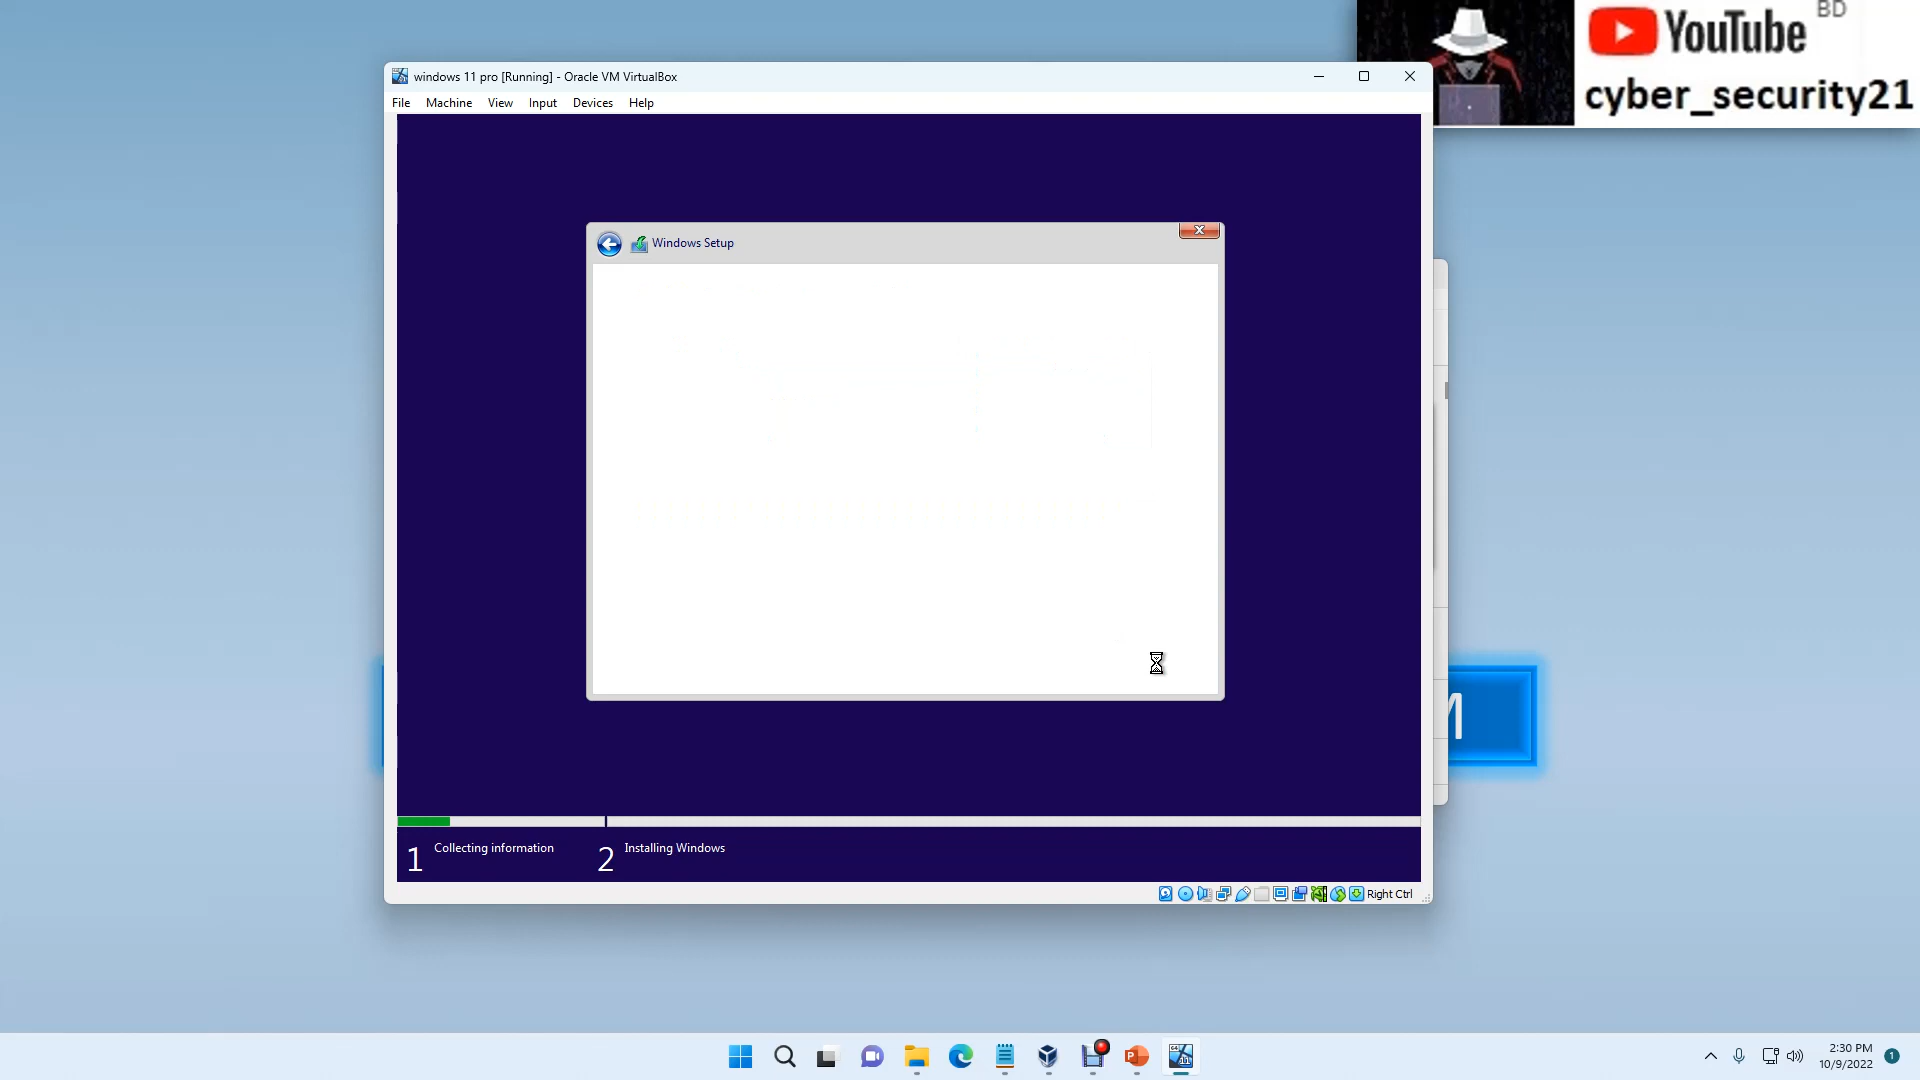 BD
YouTube
cyber_security21
windows 11 pro [Running] - Oracle VM VirtualBox
File Machine View Input Devices Help
Windows Setup
M
1 Collecting information 2 Installing Windows
Right Ctrl
2:30 PM
10/9/2022
1